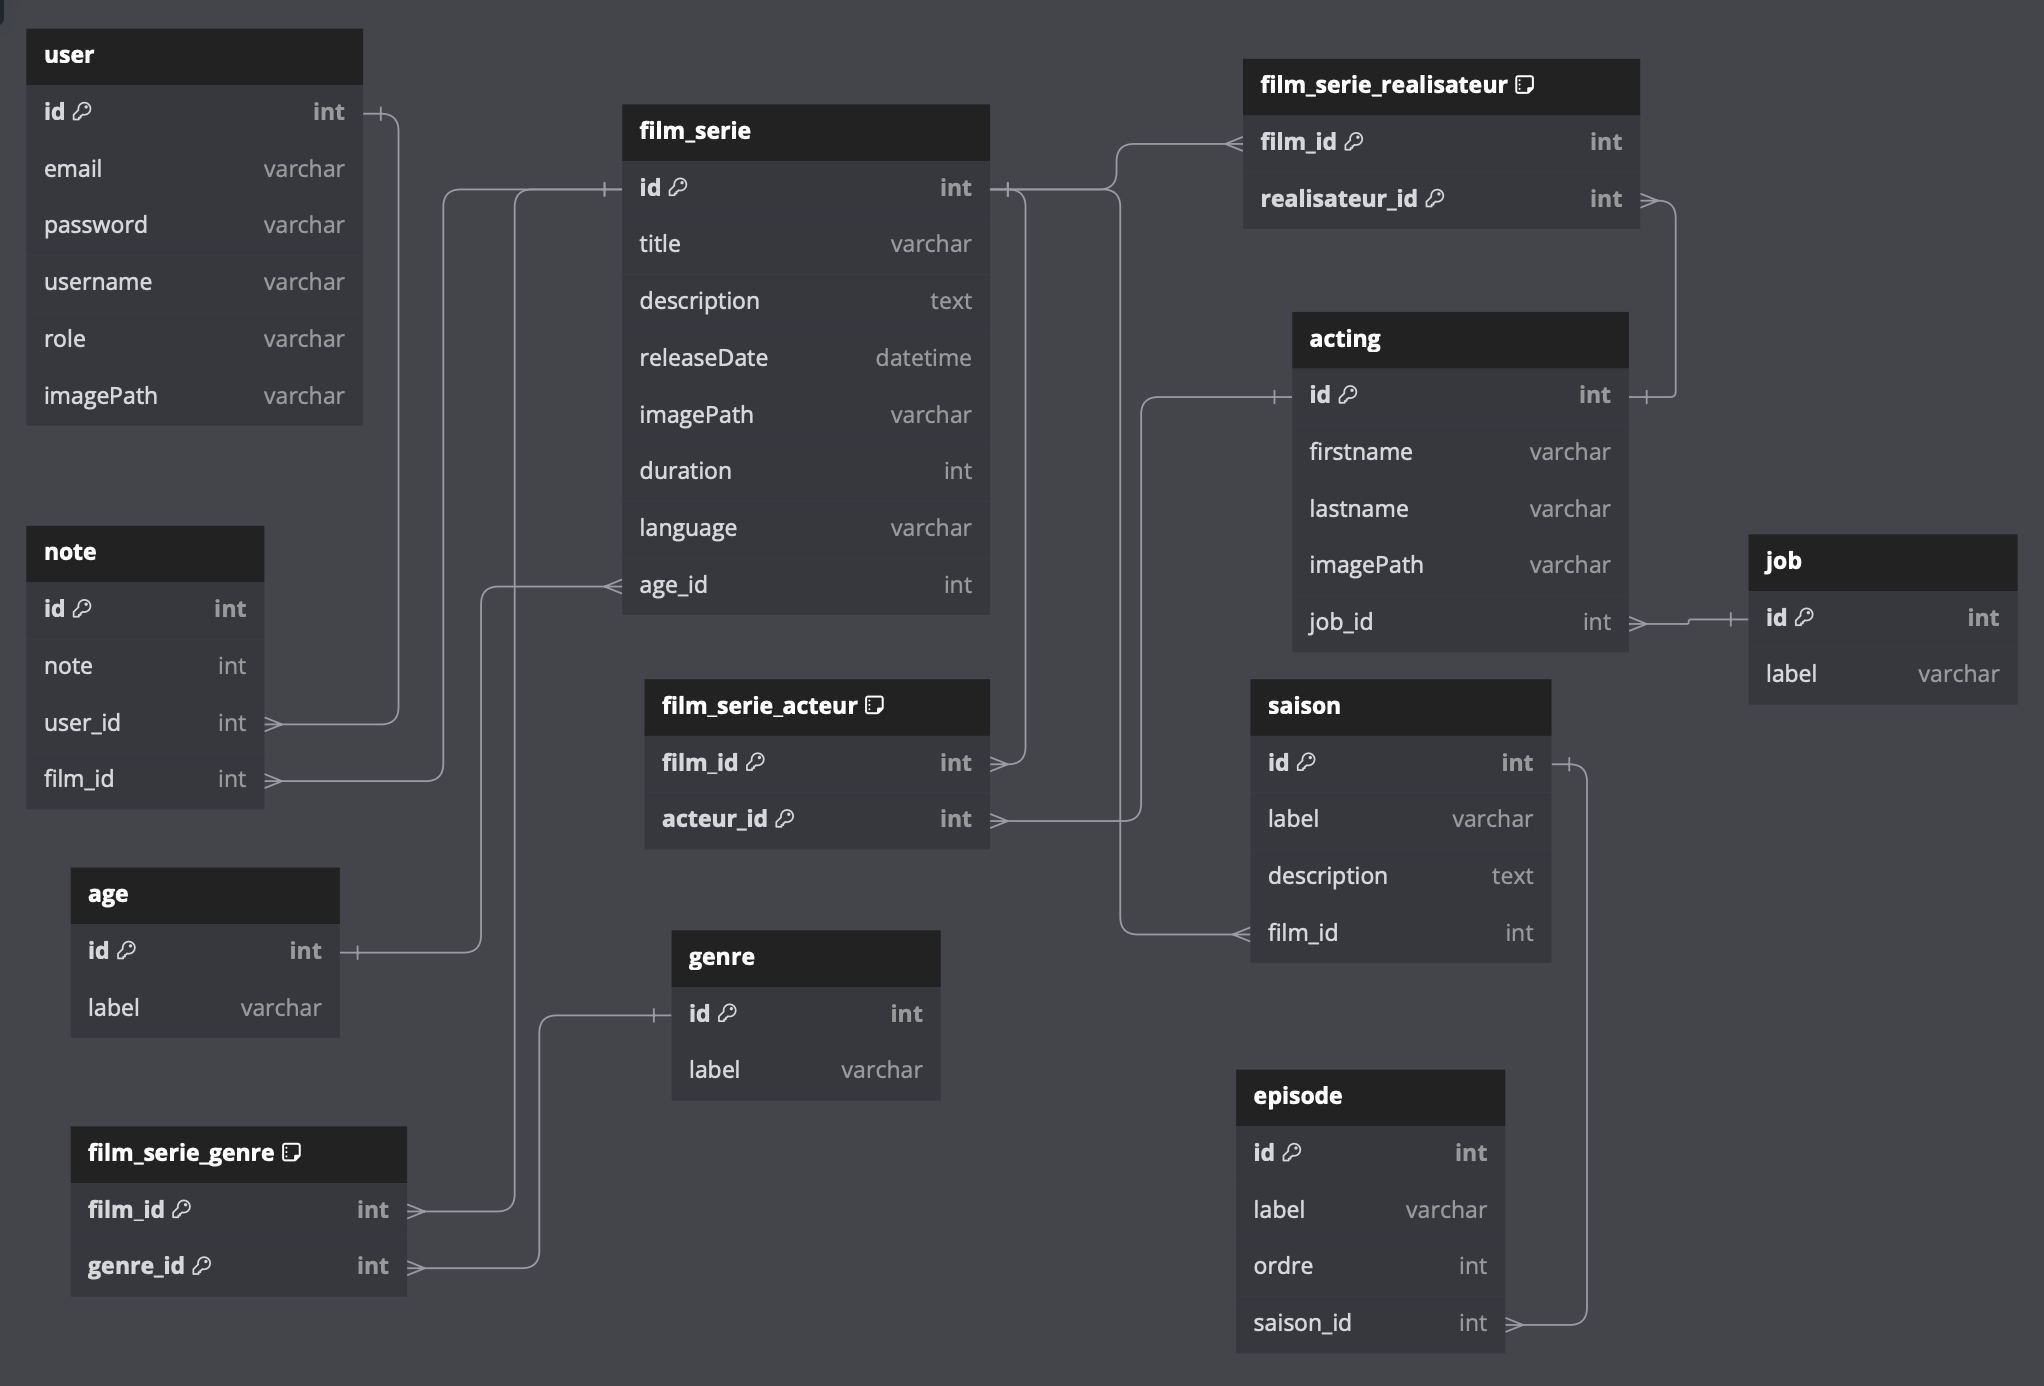 user
id int
email varchar
password varchar
username varchar
role varchar
imagePath varchar
note
id int
note int
user_id int
film_id int
age
id int
label varchar
film_serie_genre
film_id int
genre_id int
film_serie
id int
title varchar
description text
releaseDate datetime
imagePath varchar
duration int
language varchar
age_id int
film_serie_acteur
film_id int
acteur_id int
genre
id int
label varchar
film_serie_realisateur
film_id int
realisateur_id int
acting
id int
firstname varchar
lastname varchar
imagePath varchar
job_id int
job
id int
label varchar
saison
id int
label varchar
description text
film_id int
episode
id int
label varchar
ordre int
saison_id int